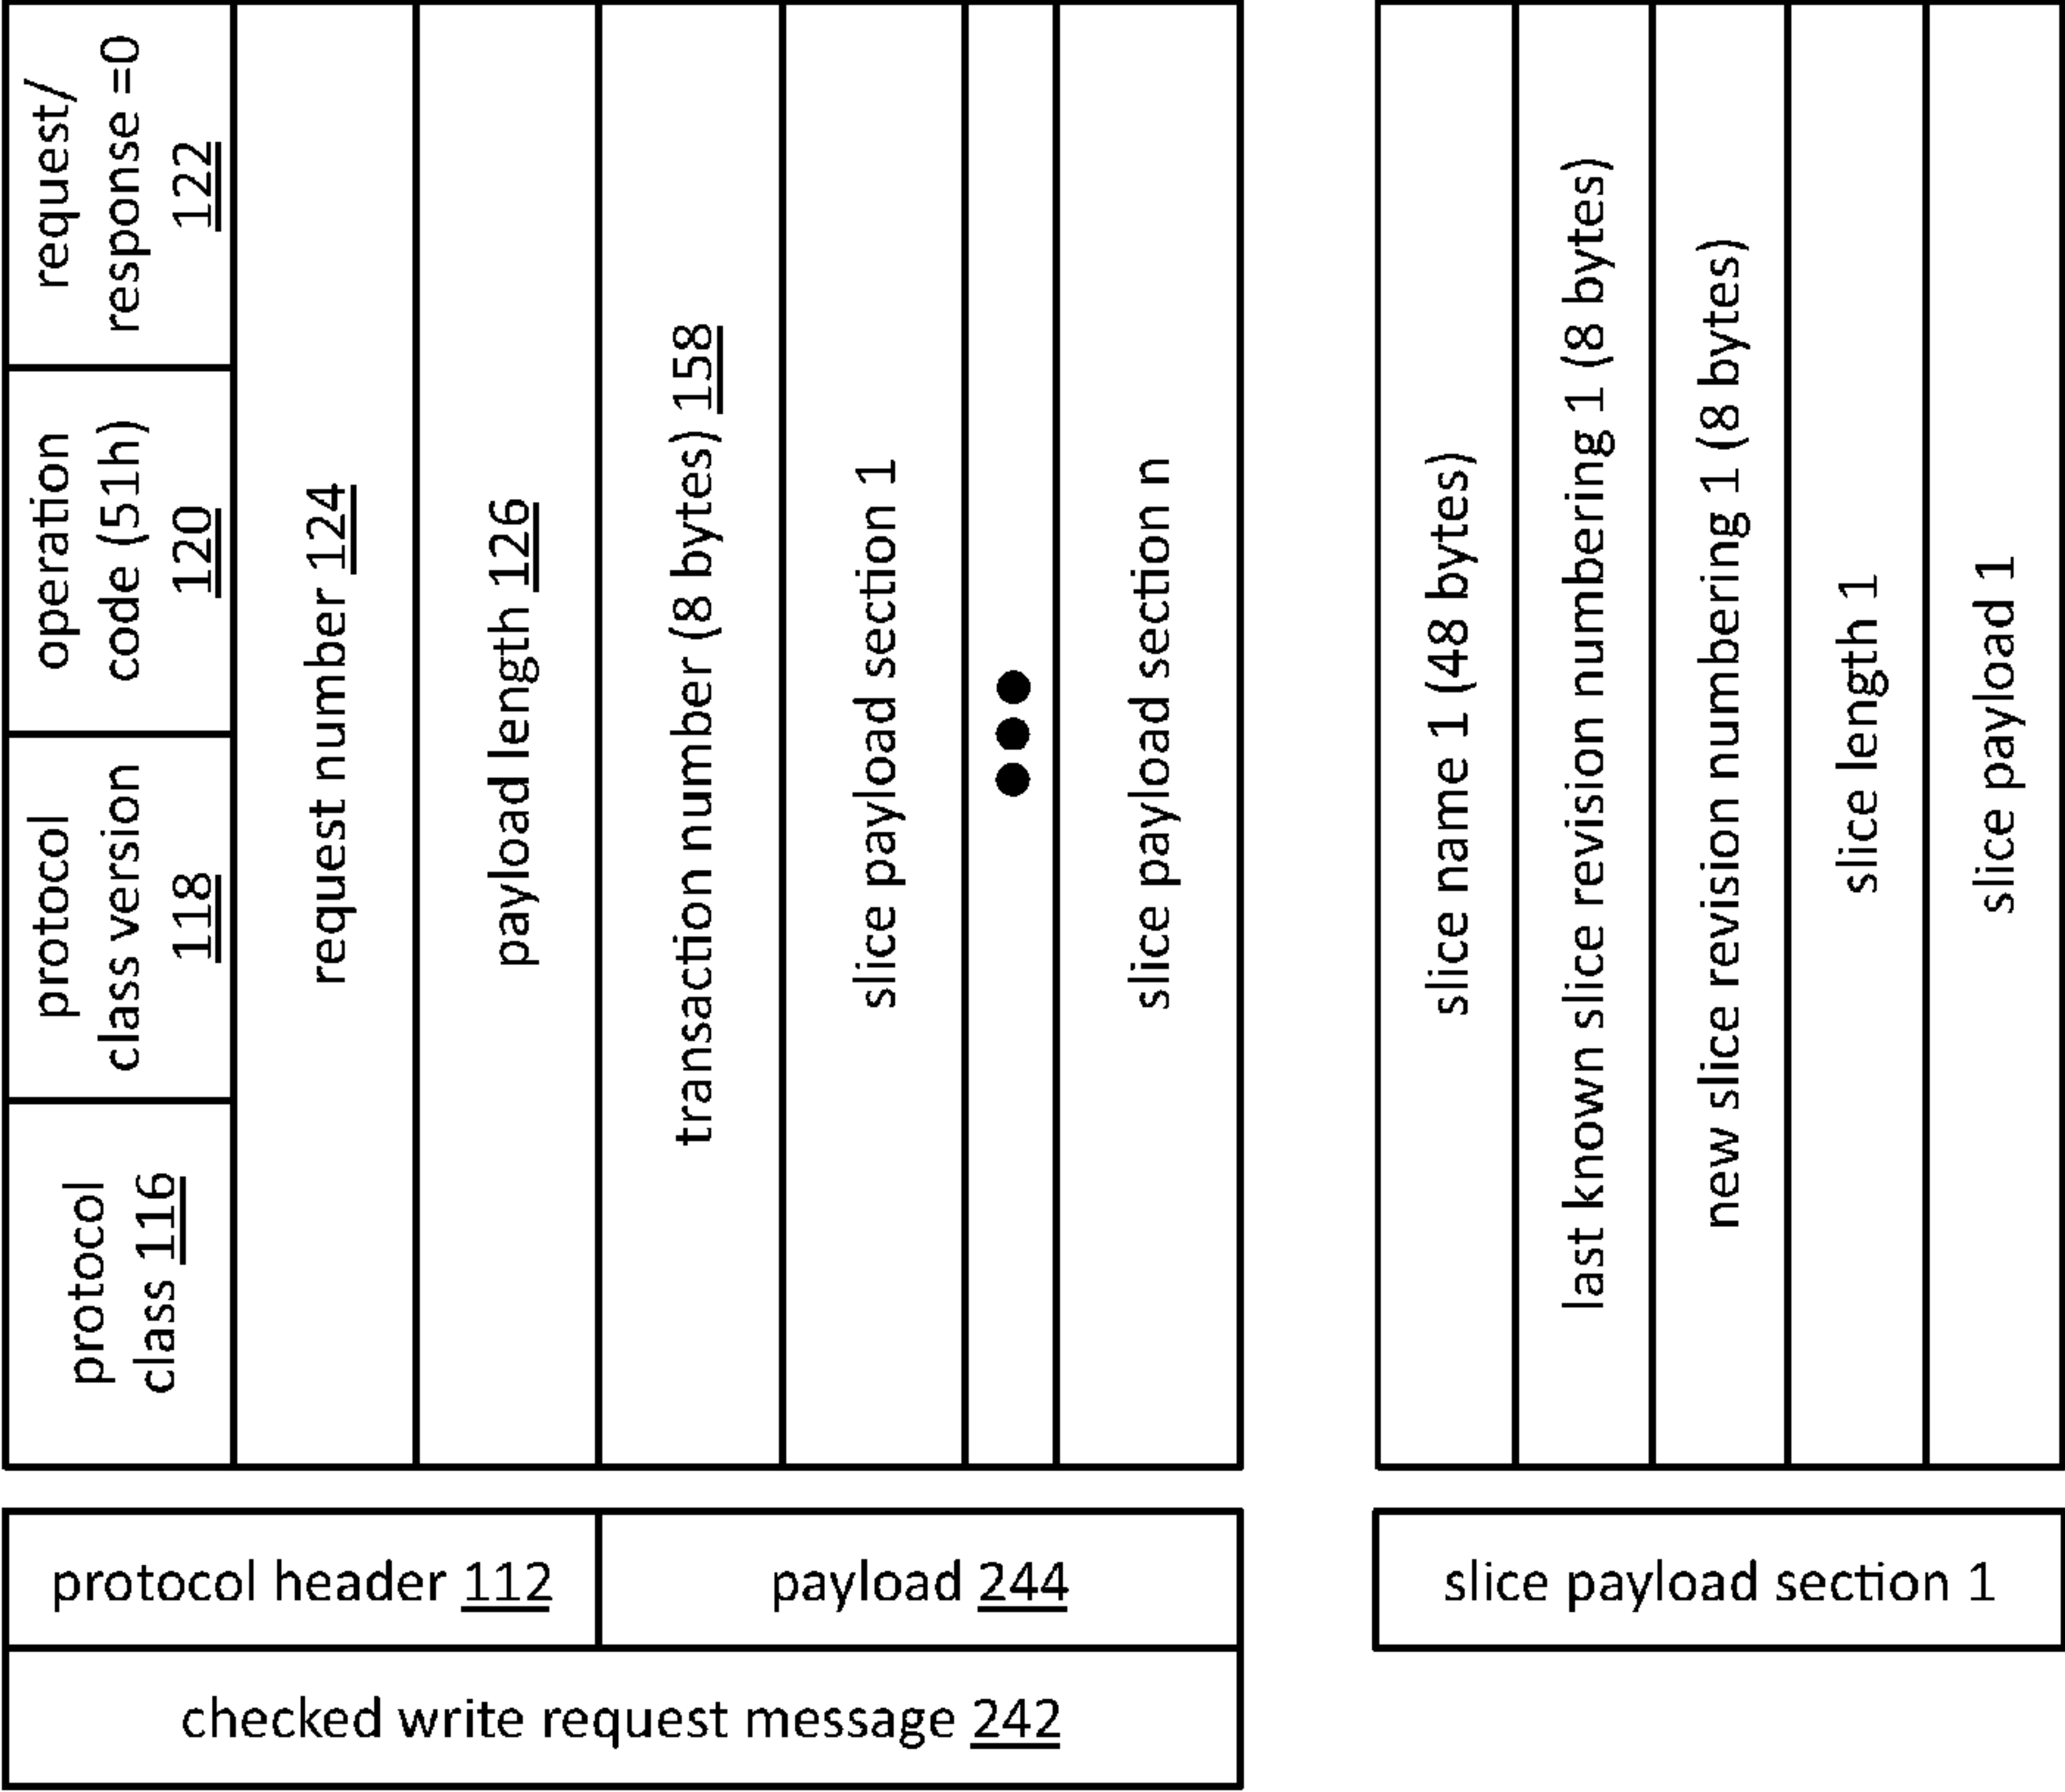 checked write request message 242
protocol header 112
payload 244
protocol
class 116
protocol
class version
118
operation
code (51h)
120
request/
response =0
122
request number 124
payload length 126
transaction number (8 bytes) 158
slice payload section 1
slice payload section n
slice payload section 1
slice name 1 (48 bytes)
last known slice revision numbering 1 (8 bytes)
new slice revision numbering 1 (8 bytes)
slice length 1
slice payload 1